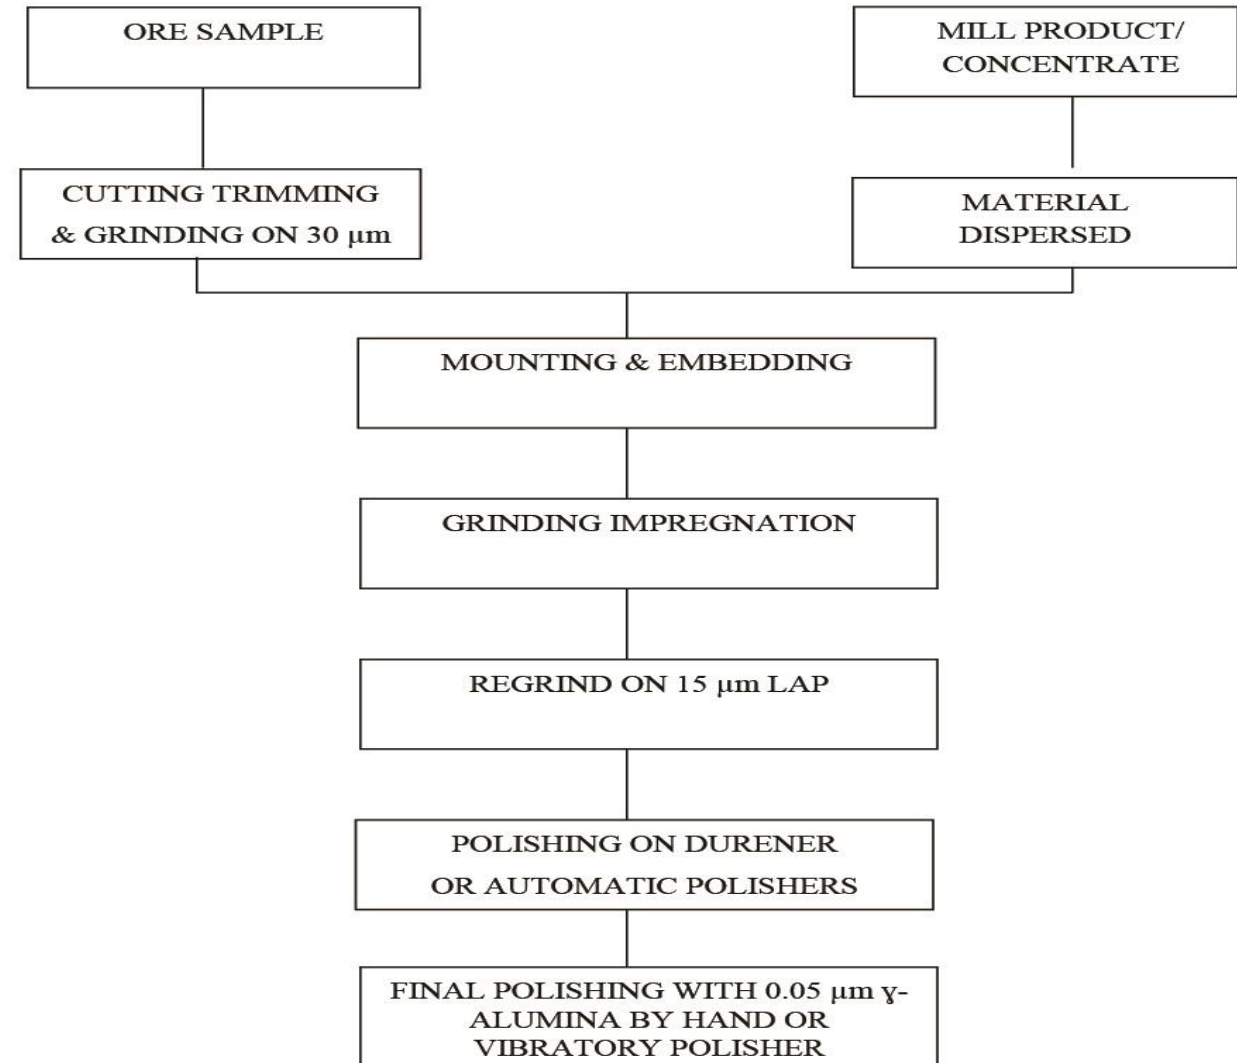 ORE SAMPLE
MILL PRODUCT/
CONCENTRATE
CUTTING TRIMMING
& GRINDING ON 30 μm
MATERIAL
DISPERSED
MOUNTING & EMBEDDING
GRINDING IMPREGNATION
REGRIND ON 15 μm LAP
POLISHING ON DURENER
OR AUTOMATIC POLISHERS
FINAL POLISHING WITH 0.05 μm ɣ-
ALUMINA BY HAND OR
VIBRATORY POLISHER